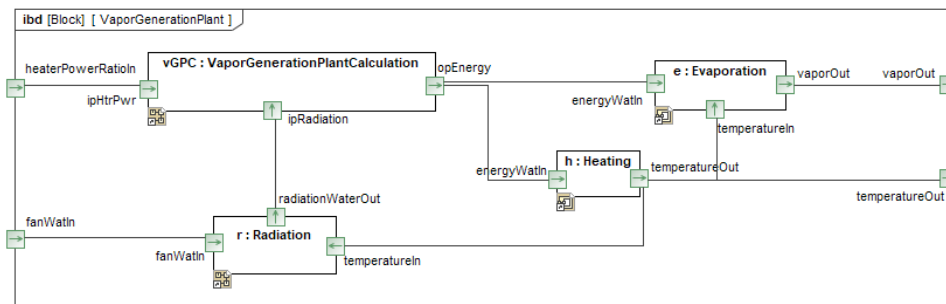 ibd [Block] [ VaporGenerationPlant ]
heaterPowerRatioIn
vGPC : VaporGenerationPlantCalculation
opEnergy
e : Evaporation
vaporOut
vaporOut
ipHtrPwr
energyWatIn
ipRadiation
temperatureIn
h : Heating
energyWatIn
temperatureOut
radiationWaterOut
temperatureOut
fanWatIn
r : Radiation
fanWatIn
temperatureIn